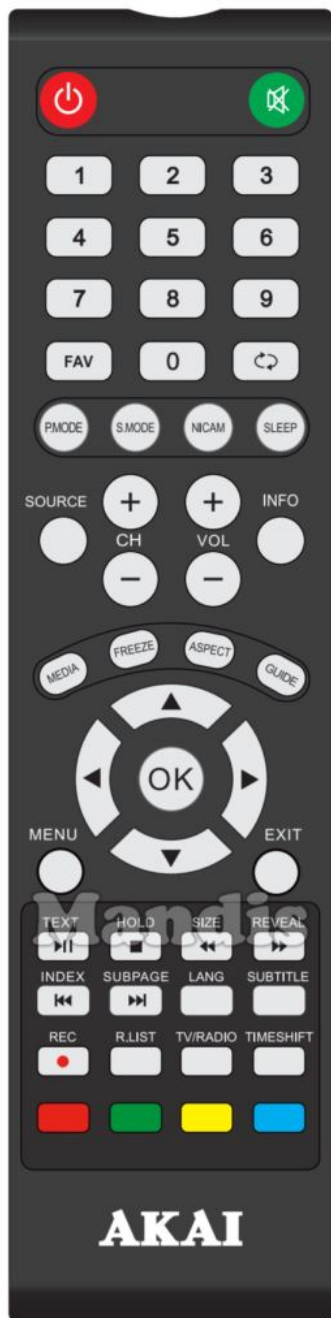 1 2 3
4 5 6
7 8 9
FAV 0
P.MODE S.MODE NICAM SLEEP
SOURCE + + INFO
CH VOL
− −
MEDIA FREEZE ASPECT GUIDE
OK
MENU EXIT
Mandis
TEXT HOLD SIZE REVEAL
INDEX SUBPAGE LANG SUBTITLE
REC R.LIST TV/RADIO TIMESHIFT
AKAI